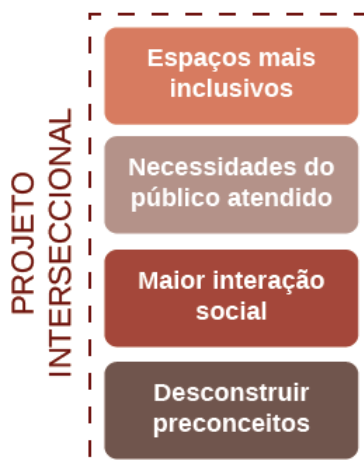 PROJETO
INTERSECCIONAL
Espaços mais
inclusivos
Necessidades do
público atendido
Maior interação
social
Desconstruir
preconceitos